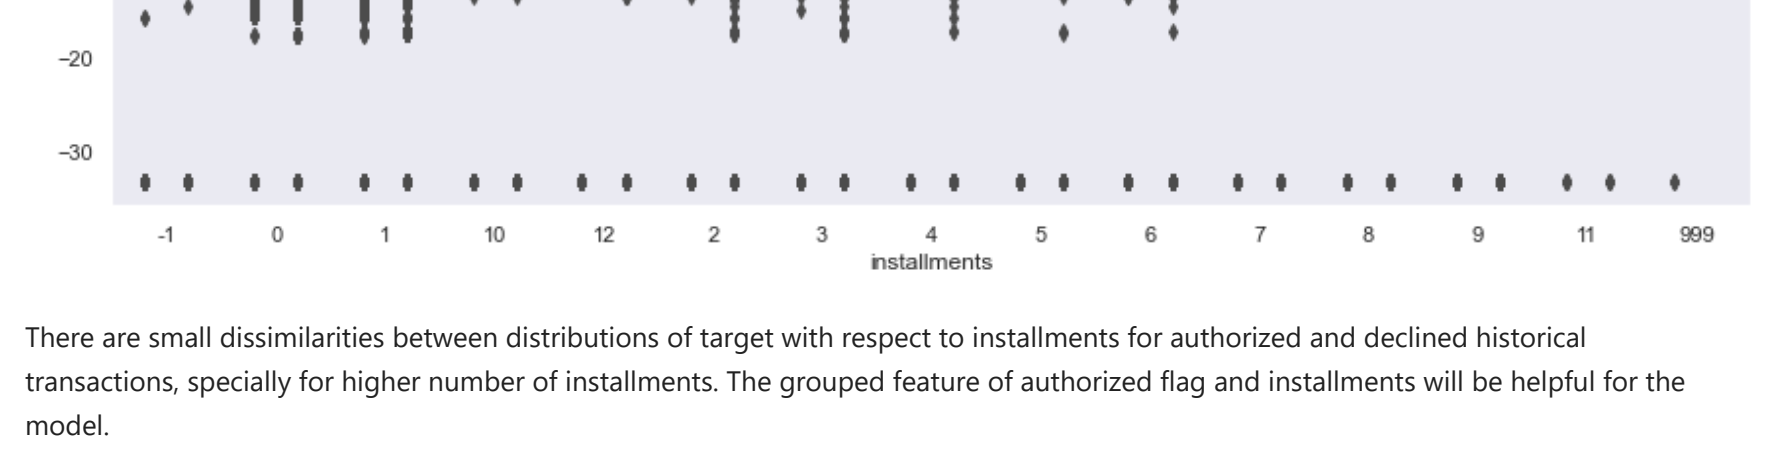 –20
–30
-1 0 1 10 12 2 3 4 5 6 7 8 9 11 999
installments
There are small dissimilarities between distributions of target with respect to installments for authorized and declined historical
transactions, specially for higher number of installments. The grouped feature of authorized flag and installments will be helpful for the
model.